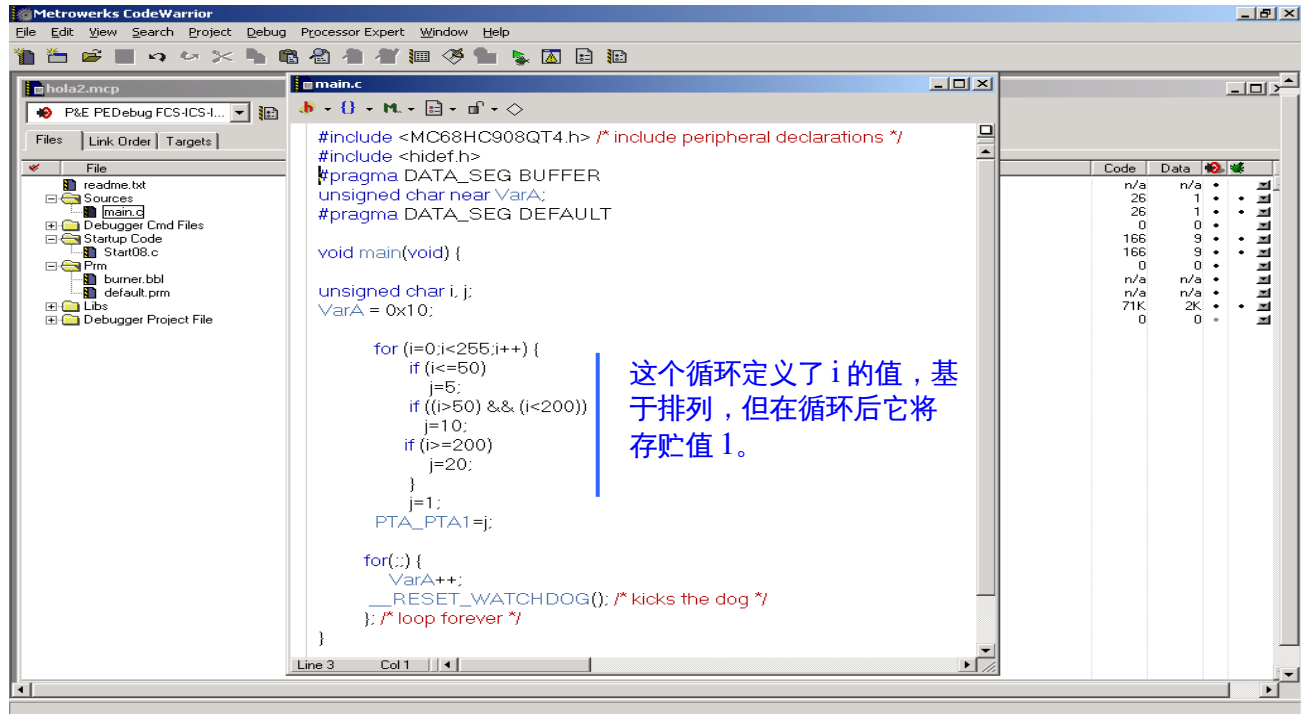 Metrowerks CodeWarrior
File Edit View Search Project Debug Processor Expert Window Help
hola2.mcp
P&E PEDebug FCS-ICS-I...
Files Link Order Targets
File Code Data
readme.txt n/a n/a
Sources 26 1
main.c 26 1
Debugger Cmd Files 0 0
Startup Code 166 9
Start08.c 166 9
Prm 0 0
burner.bbl n/a n/a
default.prm n/a n/a
Libs 71K 2K
Debugger Project File 0 0
main.c
#include <MC68HC908QT4.h> /* include peripheral declarations */
#include <hidef.h>
#pragma DATA_SEG BUFFER
unsigned char near VarA;
#pragma DATA_SEG DEFAULT
void main(void) {
unsigned char i, j;
VarA = 0x10;
for (i=0;i<255;i++) {
if (i<=50)
j=5;
if ((i>50) && (i<200))
j=10;
if (i>=200)
j=20;
}
j=1;
PTA_PTA1=j;
for(;;) {
VarA++;
__RESET_WATCHDOG(); /* kicks the dog */
}; /* loop forever */
}
这个循环定义了 i 的值，基
于排列，但在循环后它将
存贮值 1。
Line 3 Col 1